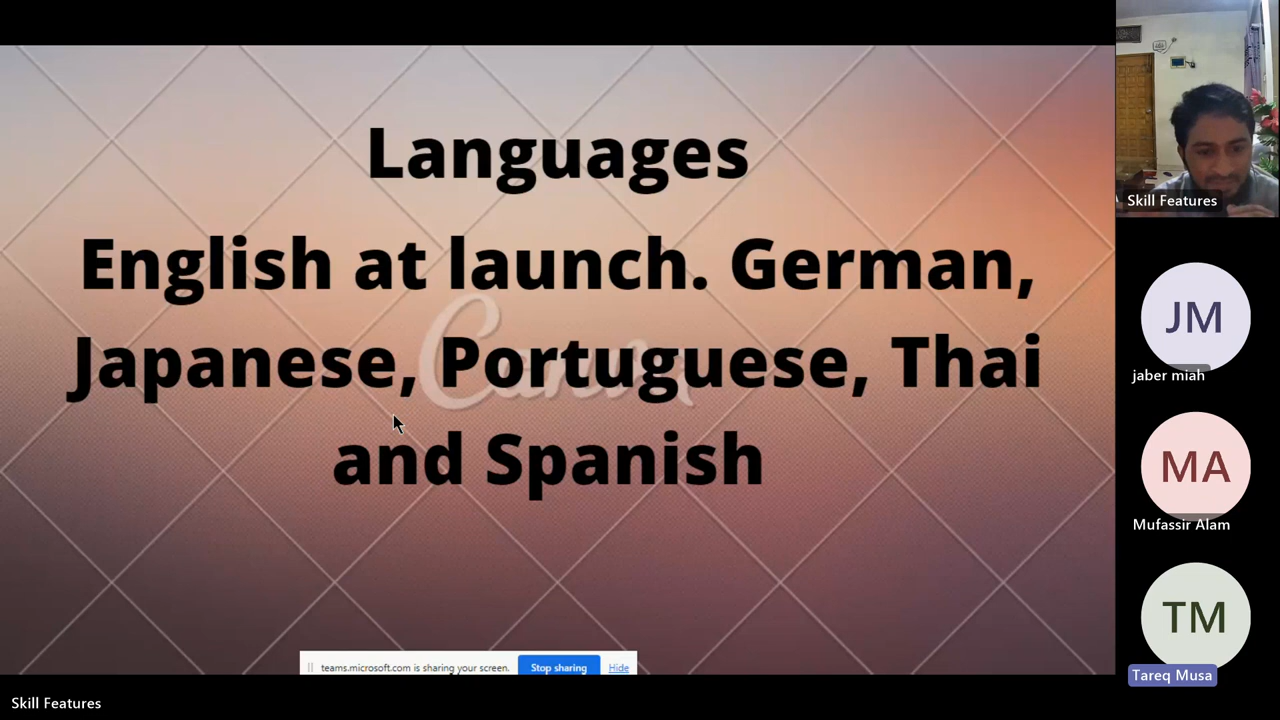 Languages
English at launch. German,
Japanese, Portuguese, Thai
and Spanish
Canva
teams.microsoft.com is sharing your screen. Stop sharing Hide
Skill Features
Skill Features
JM
jaber miah
MA
Mufassir Alam
TM
Tareq Musa